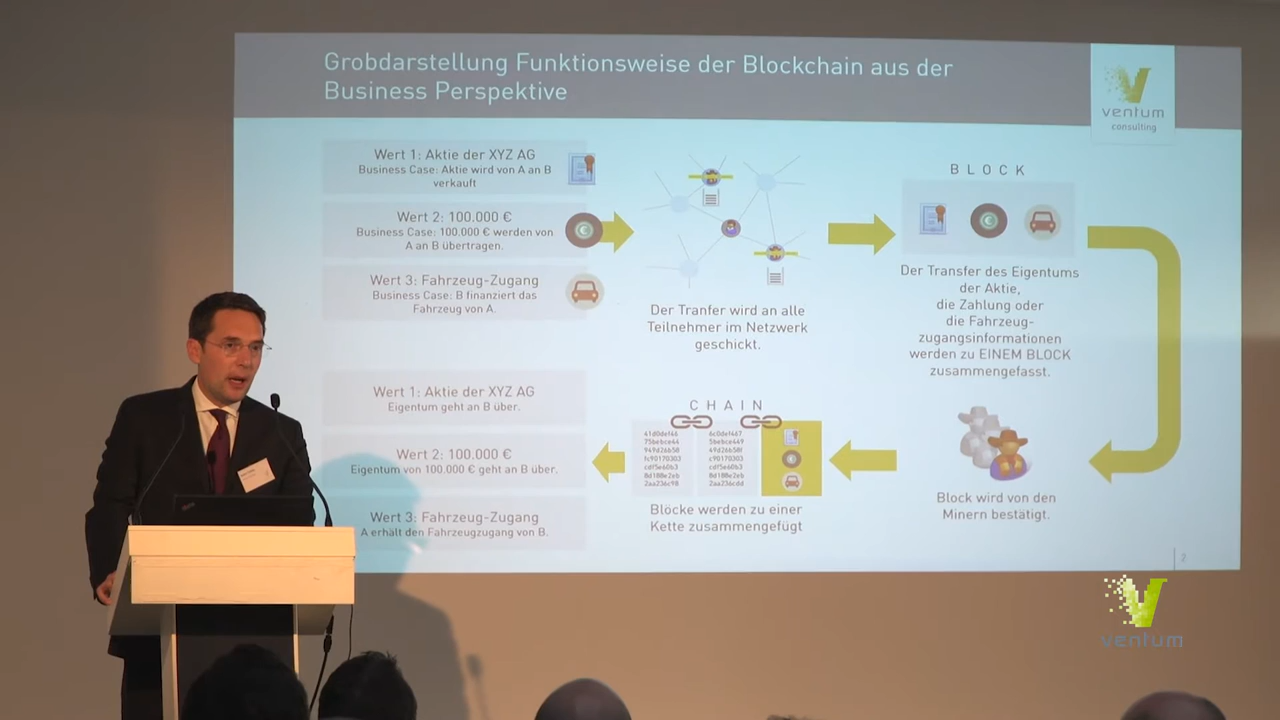 Grobdarstellung Funktionsweise der Blockchain aus der
Business Perspektive
ventum
consulting
Wert 1: Aktie der XYZ AG
Business Case: Aktie wird von A an B
verkauft
Wert 2: 100.000 €
Business Case: 100.000 € werden von
A an B übertragen.
Wert 3: Fahrzeug-Zugang
Business Case: B finanziert das
Fahrzeug von A.
Der Tranfer wird an alle
Teilnehmer im Netzwerk
geschickt.
BLOCK
Der Transfer des Eigentums
der Aktie,
die Zahlung oder
die Fahrzeug-
zugangsinformationen
werden zu EINEM BLOCK
zusammengefasst.
Block wird von den
Minern bestätigt.
CHAIN
Blöcke werden zu einer
Kette zusammengefügt
Wert 1: Aktie der XYZ AG
Eigentum geht an B über.
Wert 2: 100.000 €
Eigentum von 100.000 € geht an B über.
Wert 3: Fahrzeug-Zugang
A erhält den Fahrzeugzugang von B.
2
ventum